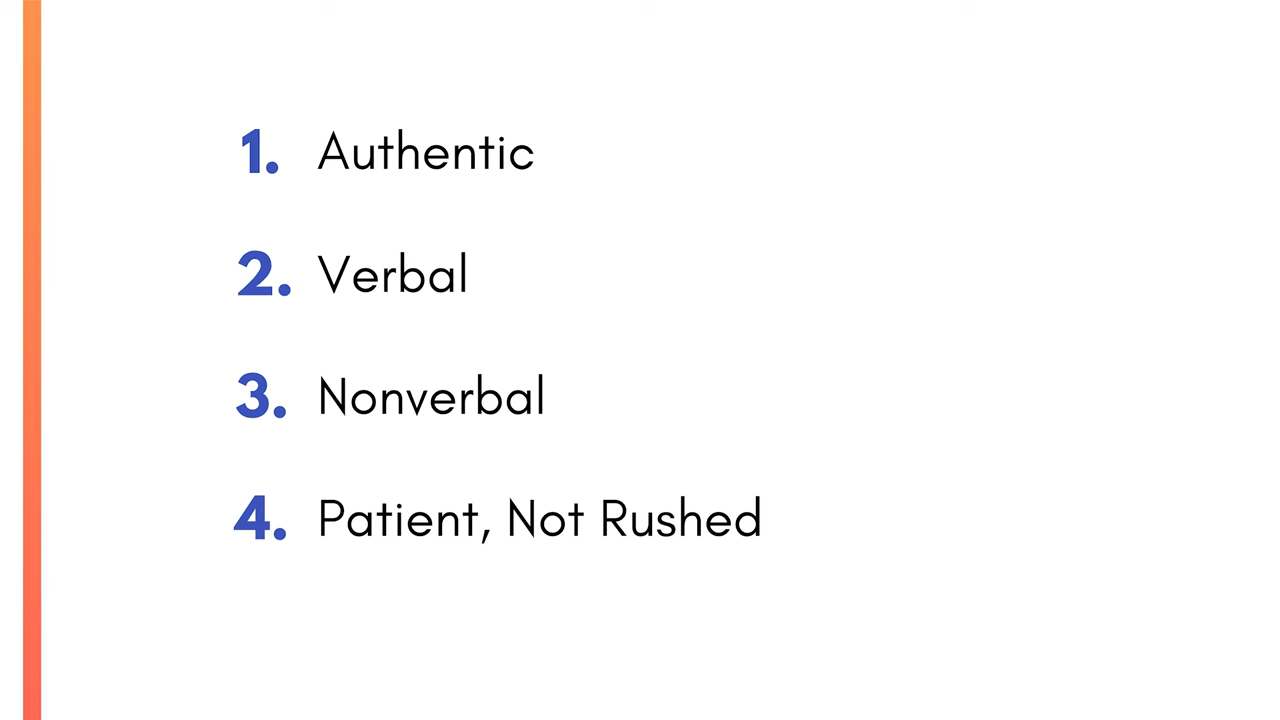 1. Authentic
2. Verbal
3. Nonverbal
4. Patient, Not Rushed